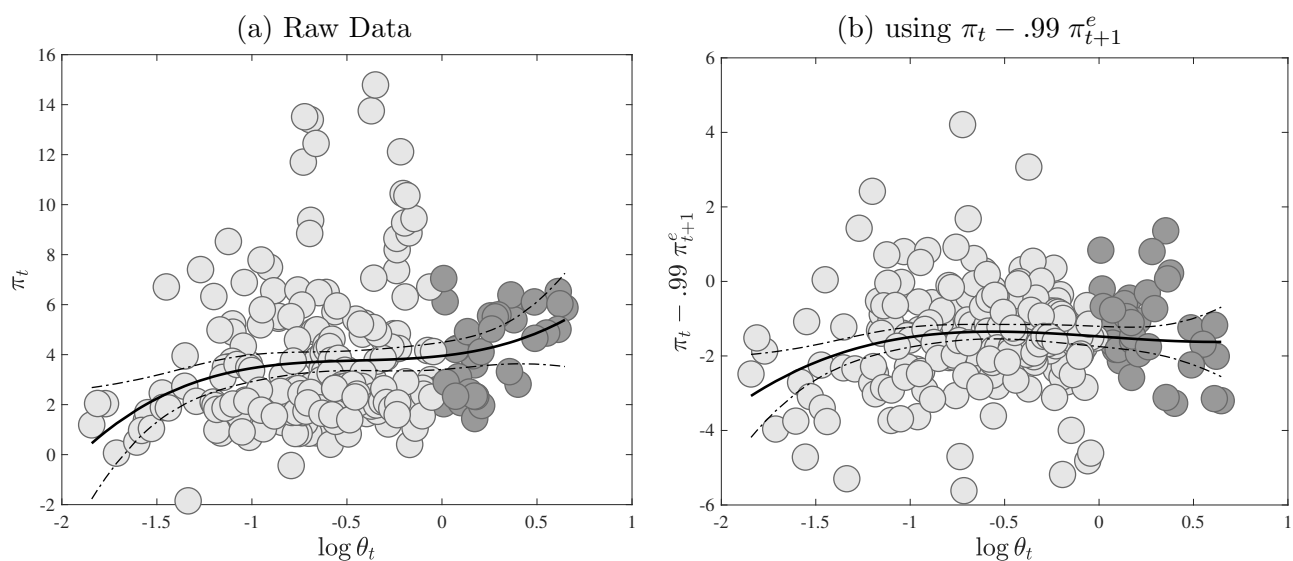 (a) Raw Data
16
14
12
10
8
6
4
2
0
-2
π_t
-2 -1.5 -1 -0.5 0 0.5 1
log θ_t
(b) using π_t − .99 π^e_{t+1}
6
4
2
0
-2
-4
-6
π_t − .99 π^e_{t+1}
-2 -1.5 -1 -0.5 0 0.5 1
log θ_t